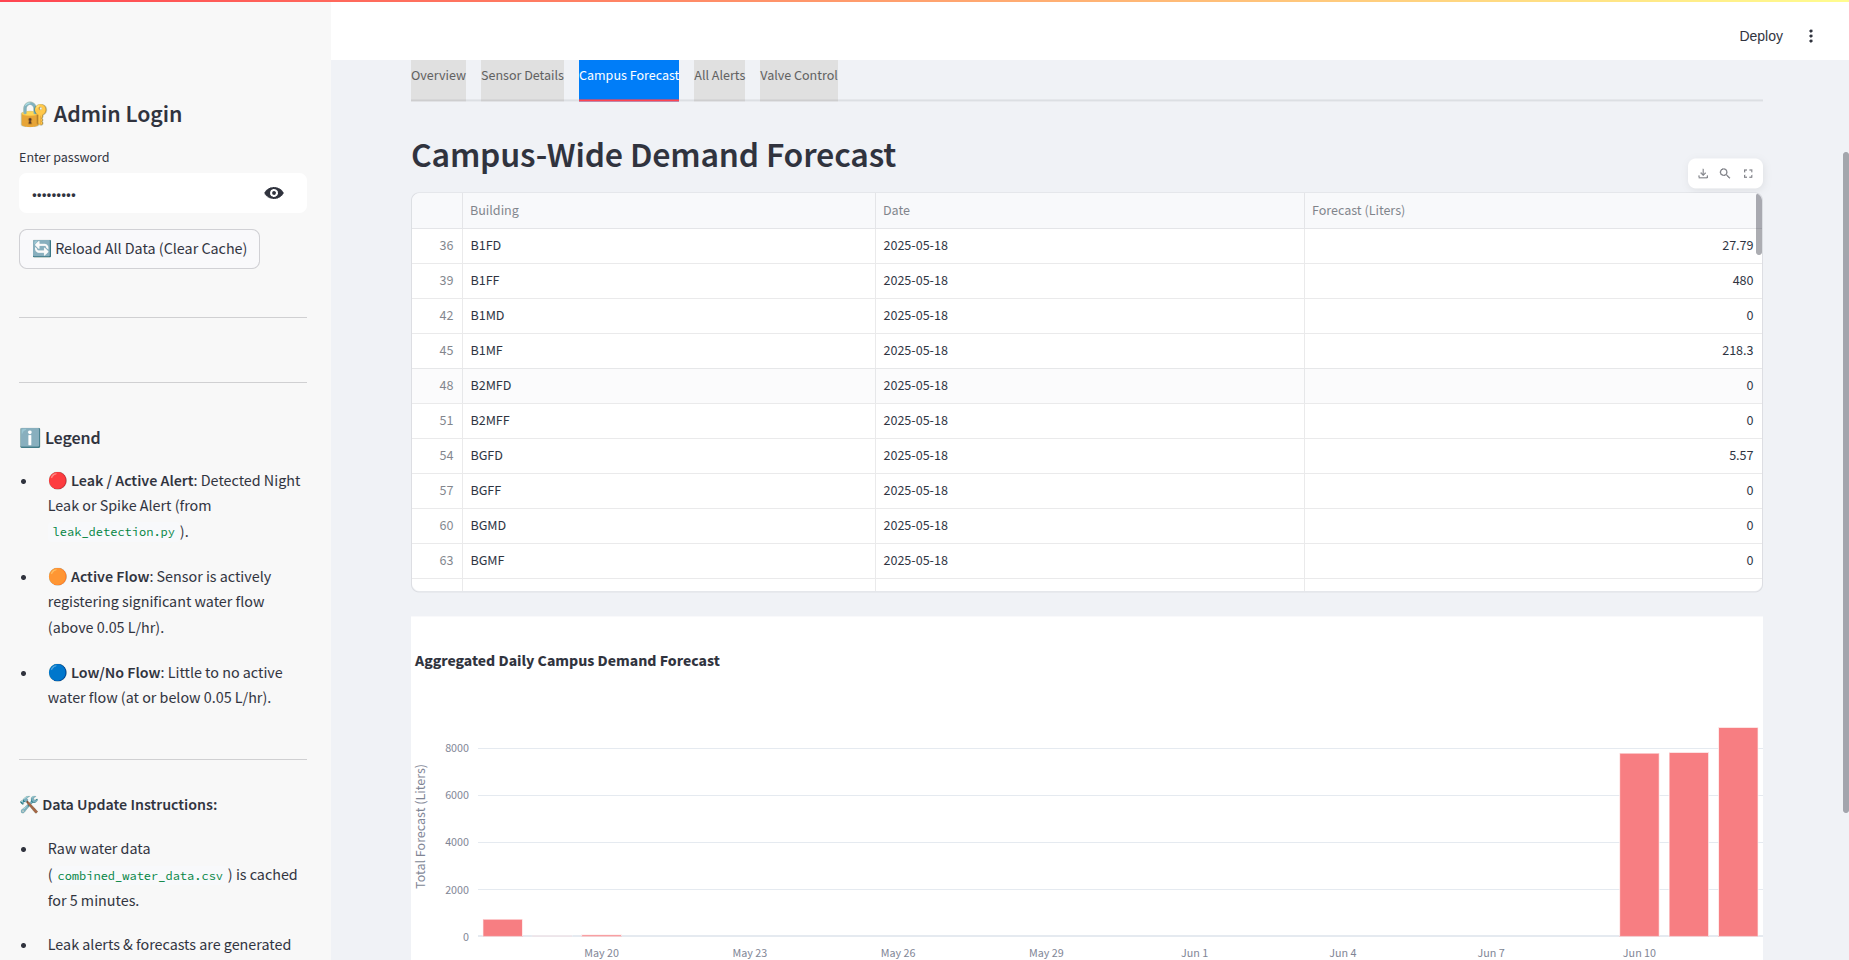 Deploy
🔐 Admin Login
Enter password
•••••••••
🔄 Reload All Data (Clear Cache)
ℹ️ Legend
• 🔴 Leak / Active Alert: Detected Night
Leak or Spike Alert (from
leak_detection.py ).
• 🟠 Active Flow: Sensor is actively
registering significant water flow
(above 0.05 L/hr).
• 🔵 Low/No Flow: Little to no active
water flow (at or below 0.05 L/hr).
🛠️ Data Update Instructions:
• Raw water data
( combined_water_data.csv ) is cached
for 5 minutes.
• Leak alerts & forecasts are generated
Overview Sensor Details Campus Forecast All Alerts Valve Control
Campus-Wide Demand Forecast
Building Date Forecast (Liters)
36 B1FD 2025-05-18 27.79
39 B1FF 2025-05-18 480
42 B1MD 2025-05-18 0
45 B1MF 2025-05-18 218.3
48 B2MFD 2025-05-18 0
51 B2MFF 2025-05-18 0
54 BGFD 2025-05-18 5.57
57 BGFF 2025-05-18 0
60 BGMD 2025-05-18 0
63 BGMF 2025-05-18 0
Aggregated Daily Campus Demand Forecast
Total Forecast (Liters)
8000
6000
4000
2000
0
May 20 May 23 May 26 May 29 Jun 1 Jun 4 Jun 7 Jun 10